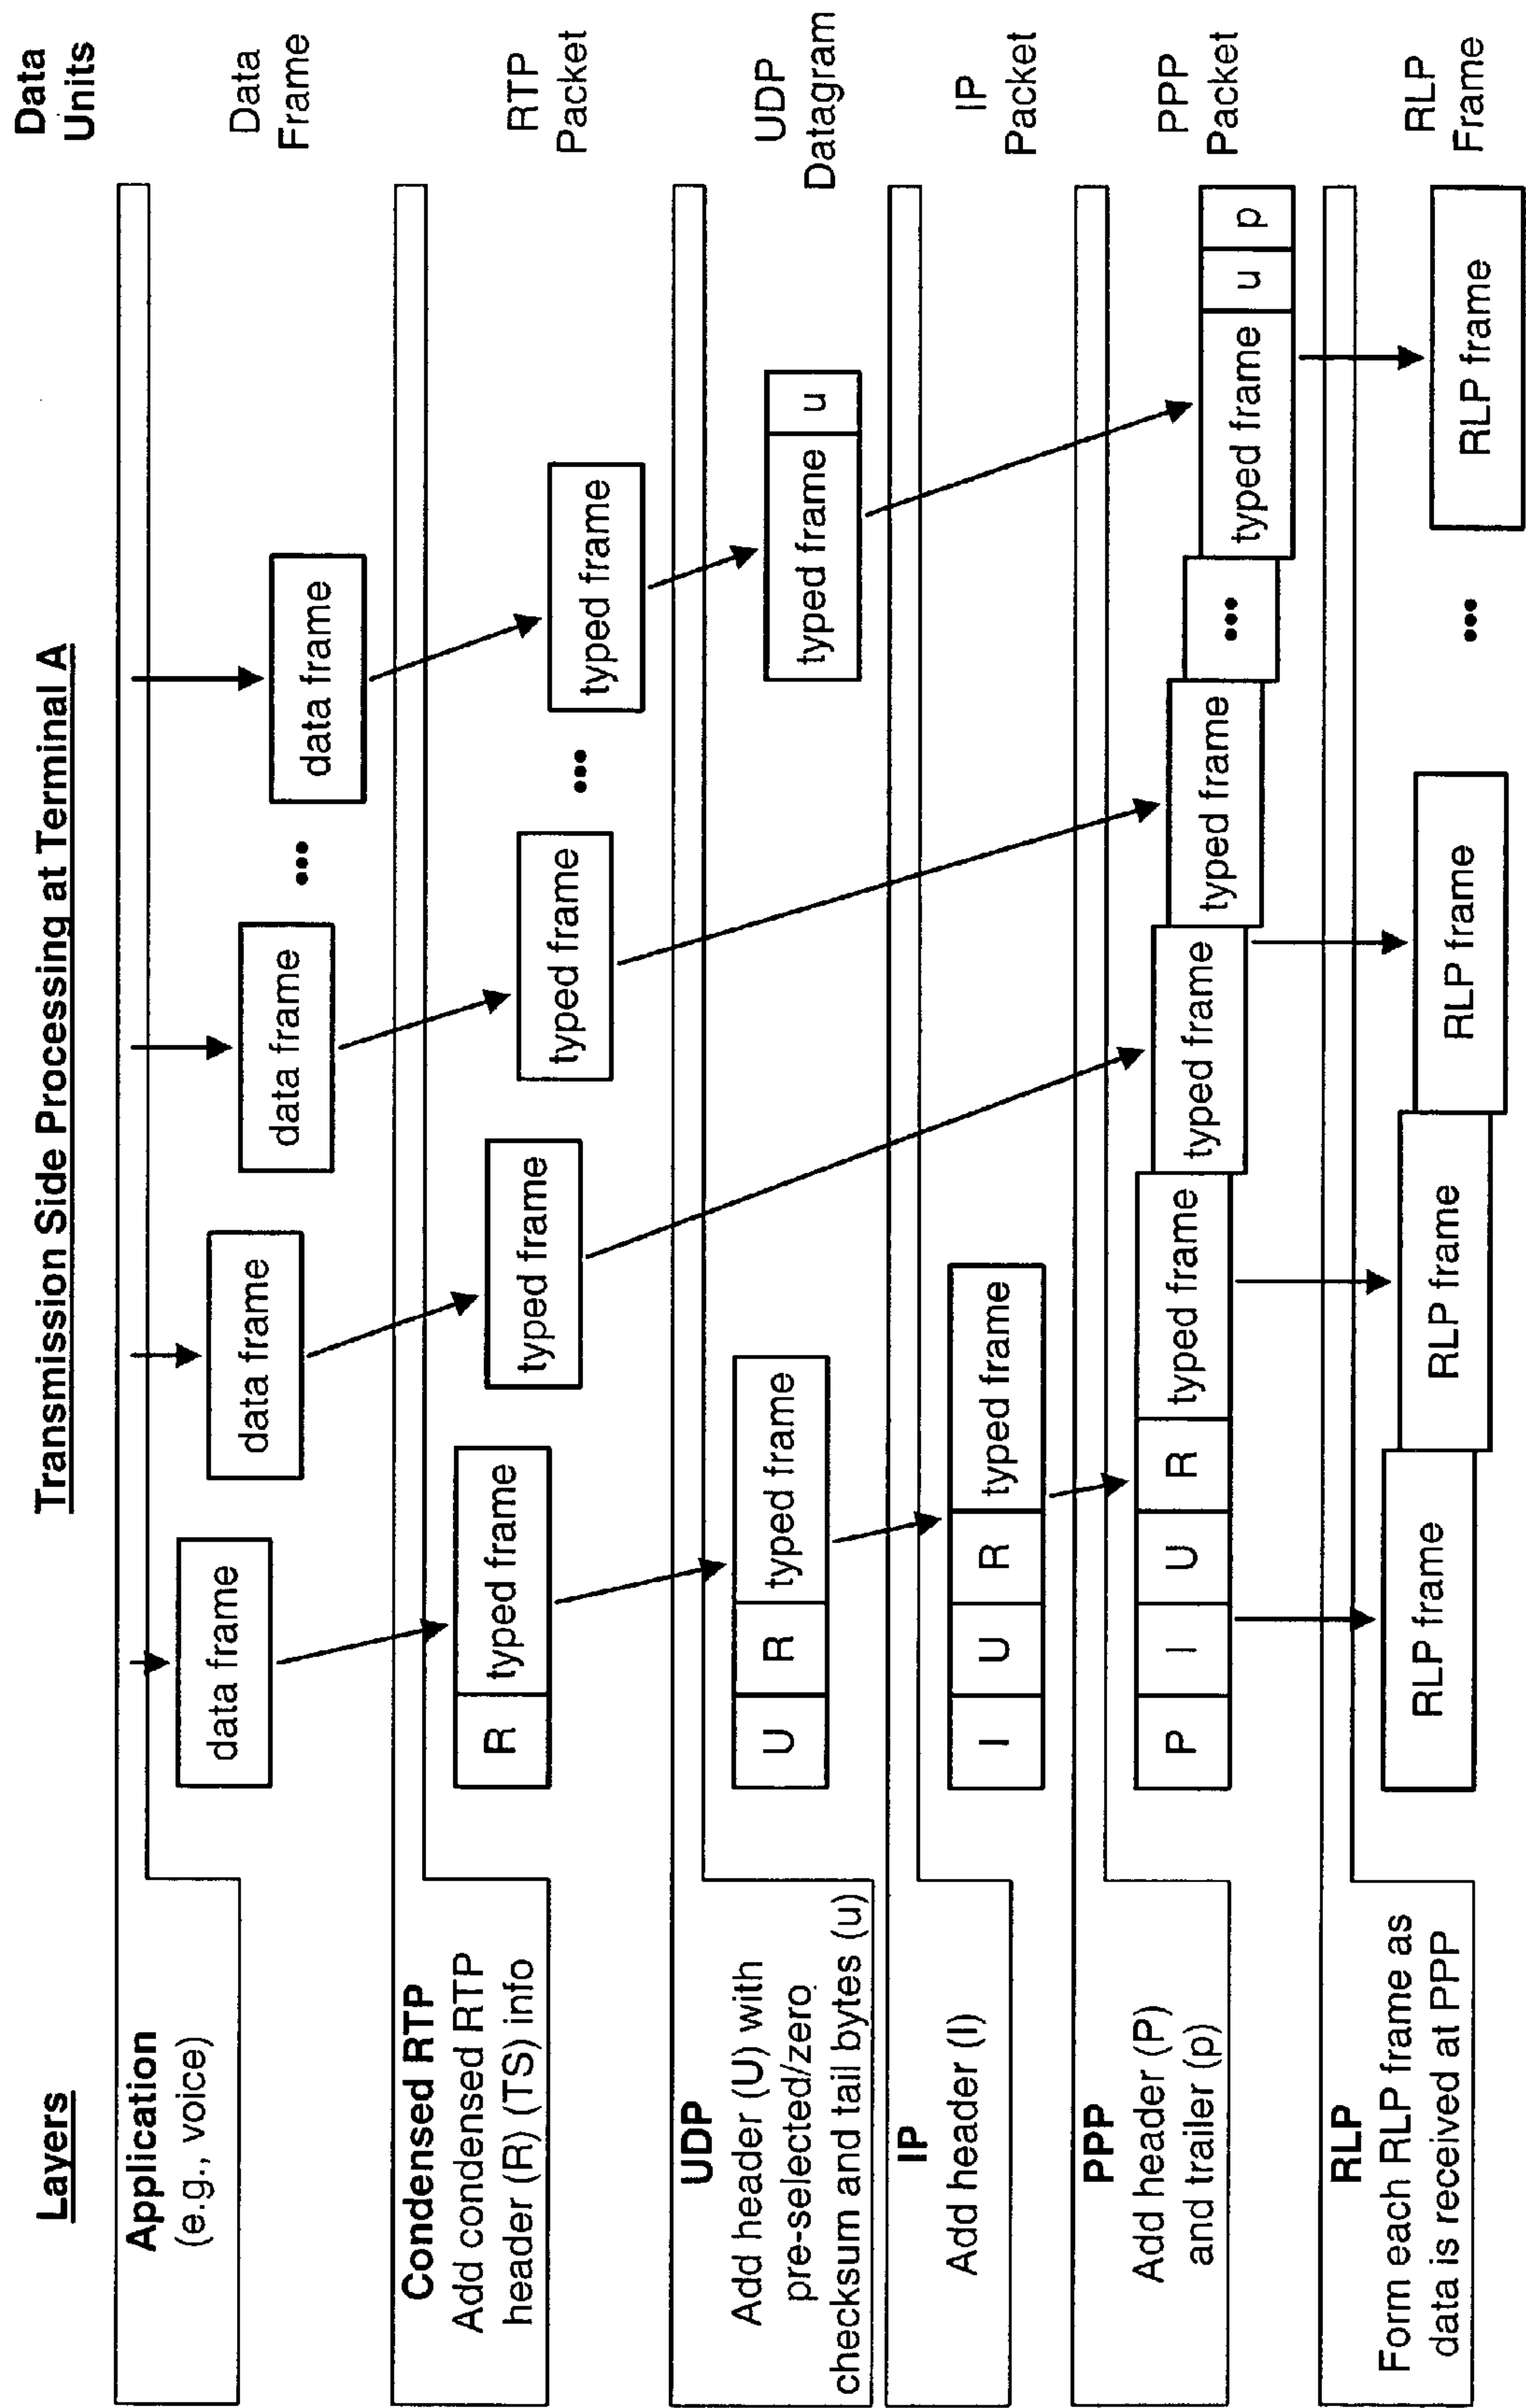 Transmission Side Processing at Terminal A
Layers
Data
Units
Application
(e.g., voice)
data frame
data frame
data frame
•••
data frame
Data
Frame
Condensed RTP
Add condensed RTP
header (R) (TS) info
R
typed frame
typed frame
typed frame
•••
typed frame
RTP
Packet
UDP
Add header (U) with
pre-selected/zero
checksum and tail bytes (u)
U
R
typed frame
typed frame
u
UDP
Datagram
IP
Add header (I)
I
U
R
typed frame
IP
Packet
PPP
Add header (P)
and trailer (p)
P
I
U
R
typed frame
typed frame
typed frame
•••
typed frame
u
p
PPP
Packet
RLP
Form each RLP frame as
data is received at PPP
RLP frame
RLP frame
RLP frame
•••
RLP frame
RLP
Frame